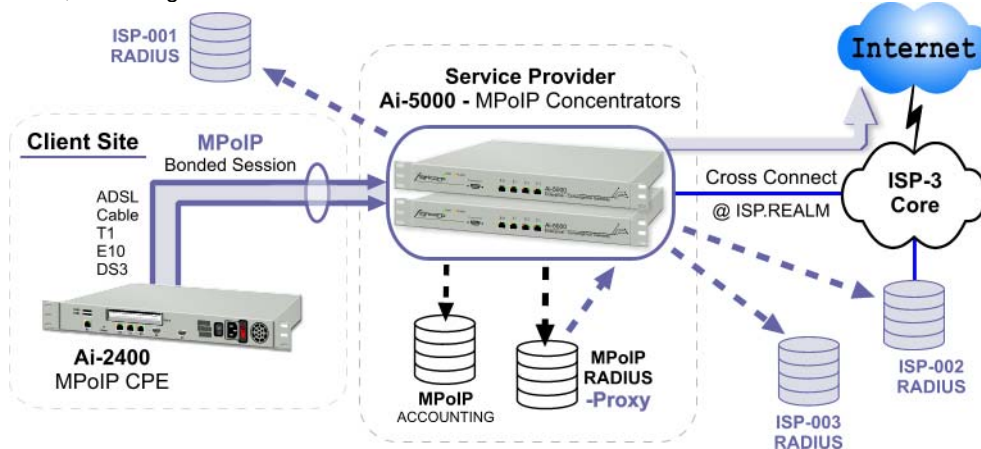 ISP-001
RADIUS
Internet
Service Provider
Ai-5000 - MPoIP Concentrators
Client Site
MPoIP
Bonded Session
ADSL
Cable
T1
E10
DS3
Cross Connect
@ ISP.REALM
ISP-3
Core
Ai-2400
MPoIP CPE
MPoIP
ACCOUNTING
MPoIP
RADIUS
-Proxy
ISP-002
RADIUS
ISP-003
RADIUS